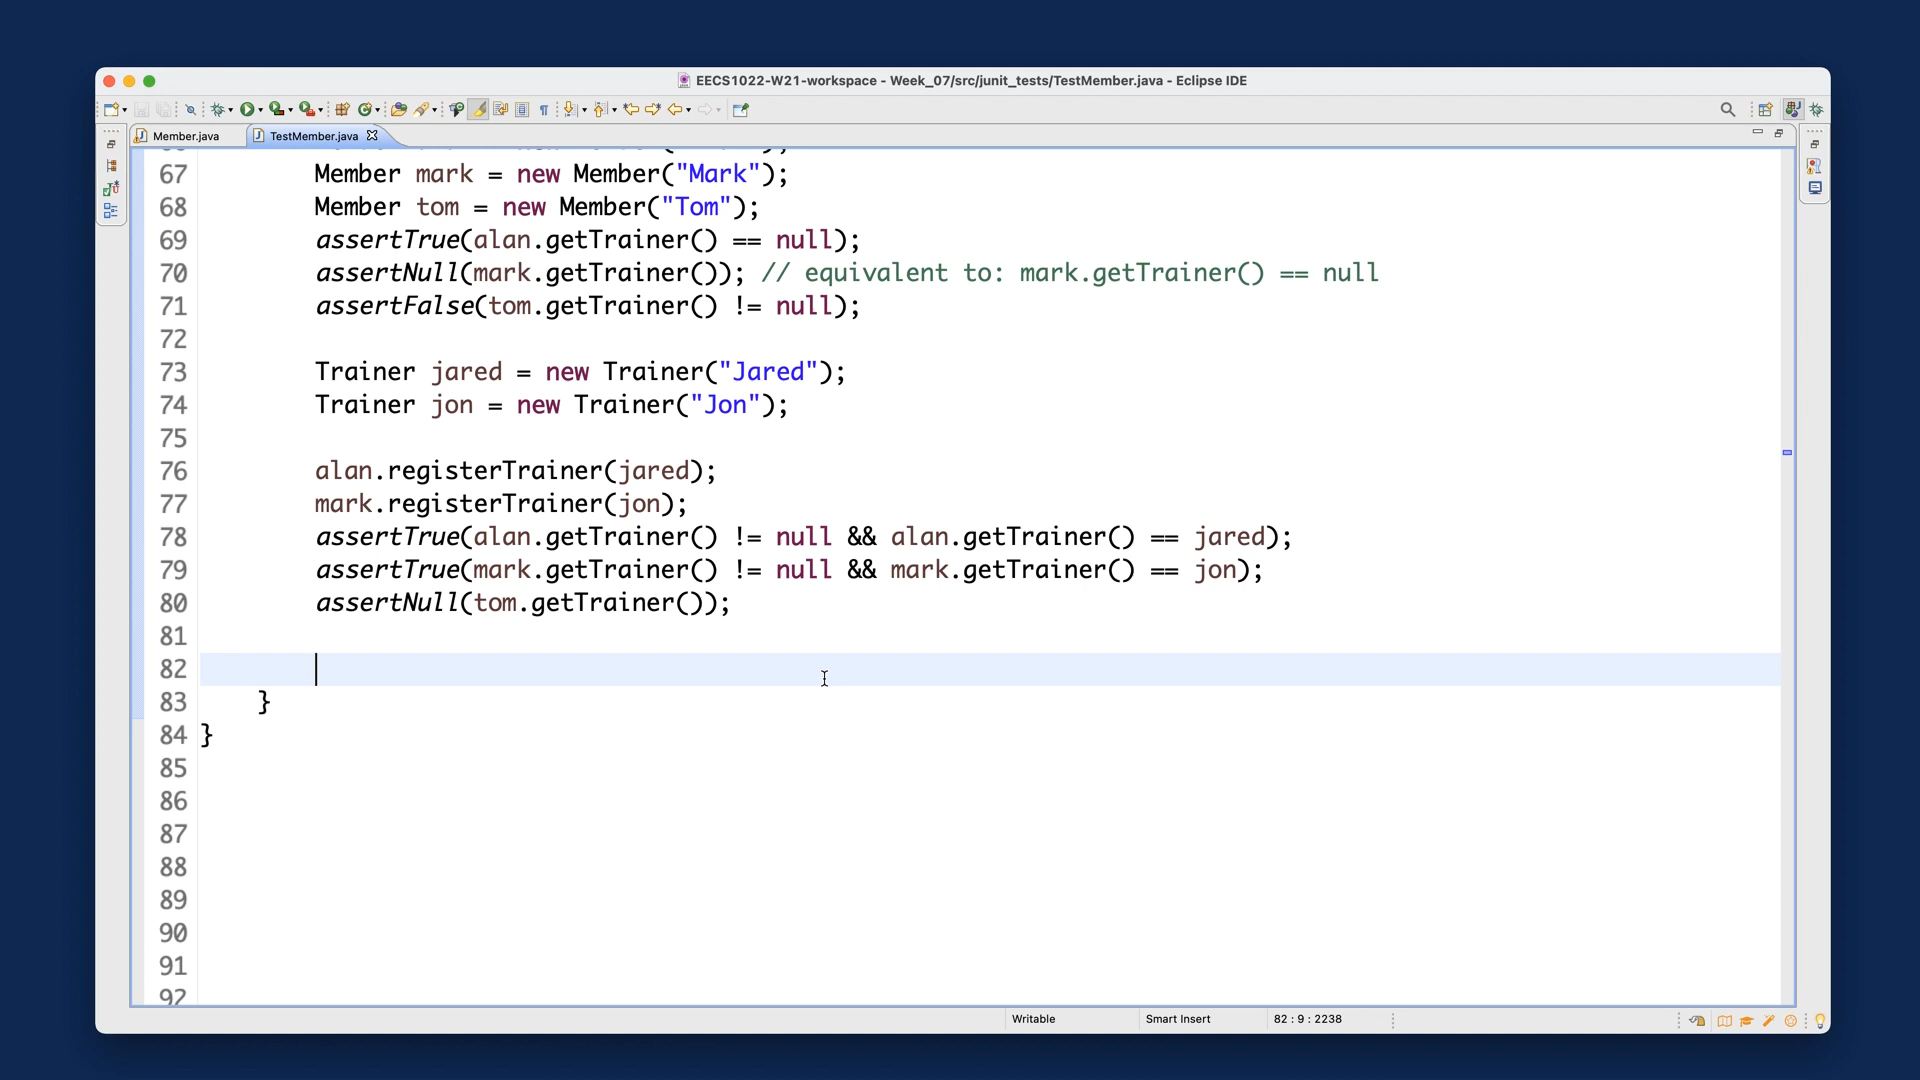 EECS1022-W21-workspace - Week_07/src/junit_tests/TestMember.java - Eclipse IDE
Member.java
TestMember.java
67 Member mark = new Member("Mark");
68 Member tom = new Member("Tom");
69 assertTrue(alan.getTrainer() == null);
70 assertNull(mark.getTrainer()); // equivalent to: mark.getTrainer() == null
71 assertFalse(tom.getTrainer() != null);
72
73 Trainer jared = new Trainer("Jared");
74 Trainer jon = new Trainer("Jon");
75
76 alan.registerTrainer(jared);
77 mark.registerTrainer(jon);
78 assertTrue(alan.getTrainer() != null && alan.getTrainer() == jared);
79 assertTrue(mark.getTrainer() != null && mark.getTrainer() == jon);
80 assertNull(tom.getTrainer());
81
82
83 }
84 }
85
86
87
88
89
90
91
92
Writable
Smart Insert
82 : 9 : 2238